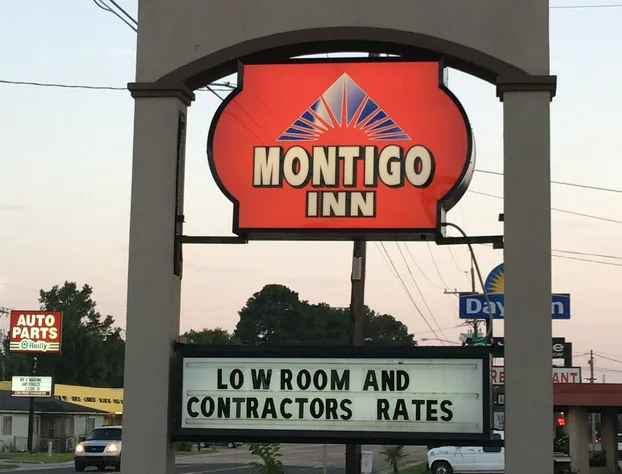 MONTIGO
INN
AUTO
PARTS
O'Reilly
LOW ROOM AND
CONTRACTORS RATES